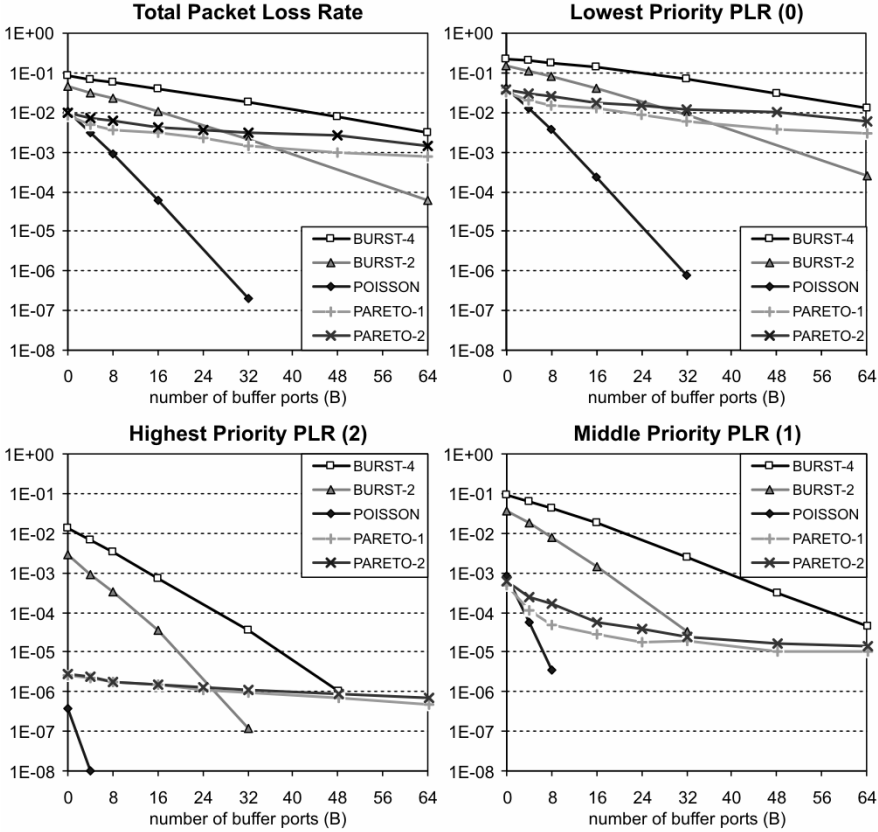 Total Packet Loss Rate
1E+00
1E-01
1E-02
1E-03
1E-04
1E-05
1E-06
1E-07
1E-08
BURST-4
BURST-2
POISSON
PARETO-1
PARETO-2
0 8 16 24 32 40 48 56 64
number of buffer ports (B)
Lowest Priority PLR (0)
1E+00
1E-01
1E-02
1E-03
1E-04
1E-05
1E-06
1E-07
1E-08
BURST-4
BURST-2
POISSON
PARETO-1
PARETO-2
0 8 16 24 32 40 48 56 64
number of buffer ports (B)
Highest Priority PLR (2)
1E+00
1E-01
1E-02
1E-03
1E-04
1E-05
1E-06
1E-07
1E-08
BURST-4
BURST-2
POISSON
PARETO-1
PARETO-2
0 8 16 24 32 40 48 56 64
number of buffer ports (B)
Middle Priority PLR (1)
1E+00
1E-01
1E-02
1E-03
1E-04
1E-05
1E-06
1E-07
1E-08
BURST-4
BURST-2
POISSON
PARETO-1
PARETO-2
0 8 16 24 32 40 48 56 64
number of buffer ports (B)